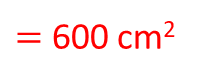 = 600 cm²